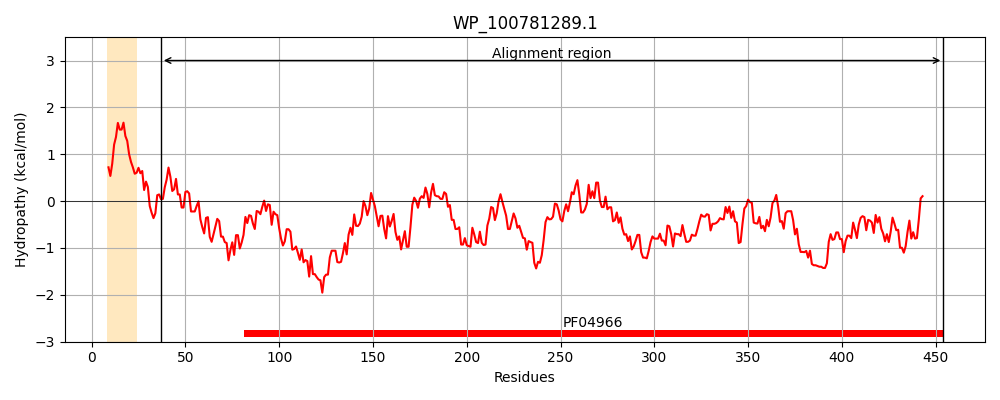 WP_100781289.1
Alignment region
Hydropathy (kcal/mol)
3
2
1
0
−1
−2
−3
PF04966
0 50 100 150 200 250 300 350 400 450
Residues